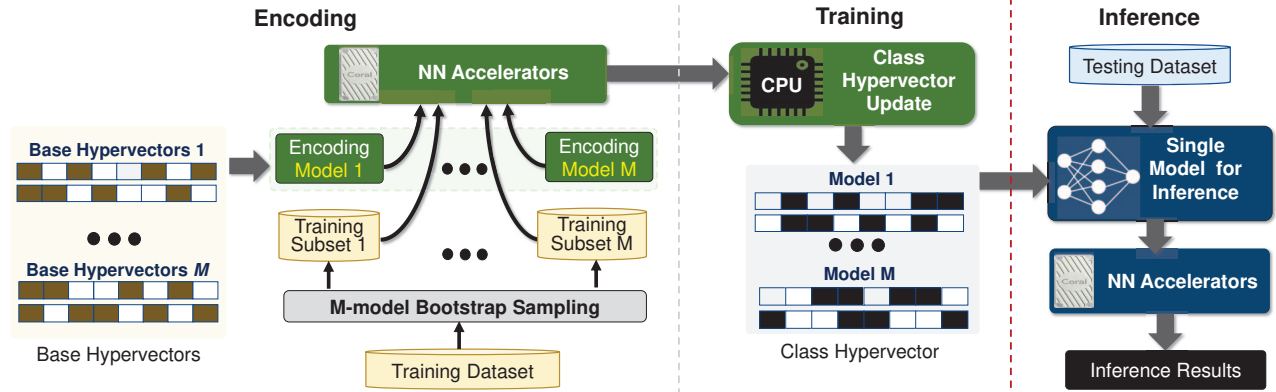 Encoding
Training
Inference
Coral
NN Accelerators
CPU
Class
Hypervector
Update
Testing Dataset
Base Hypervectors 1
Encoding
Model 1
Encoding
Model M
Single
Model for
Inference
Model 1
Training
Subset 1
Training
Subset M
Base Hypervectors M
Model M
Coral
NN Accelerators
M-model Bootstrap Sampling
Base Hypervectors
Training Dataset
Class Hypervector
Inference Results